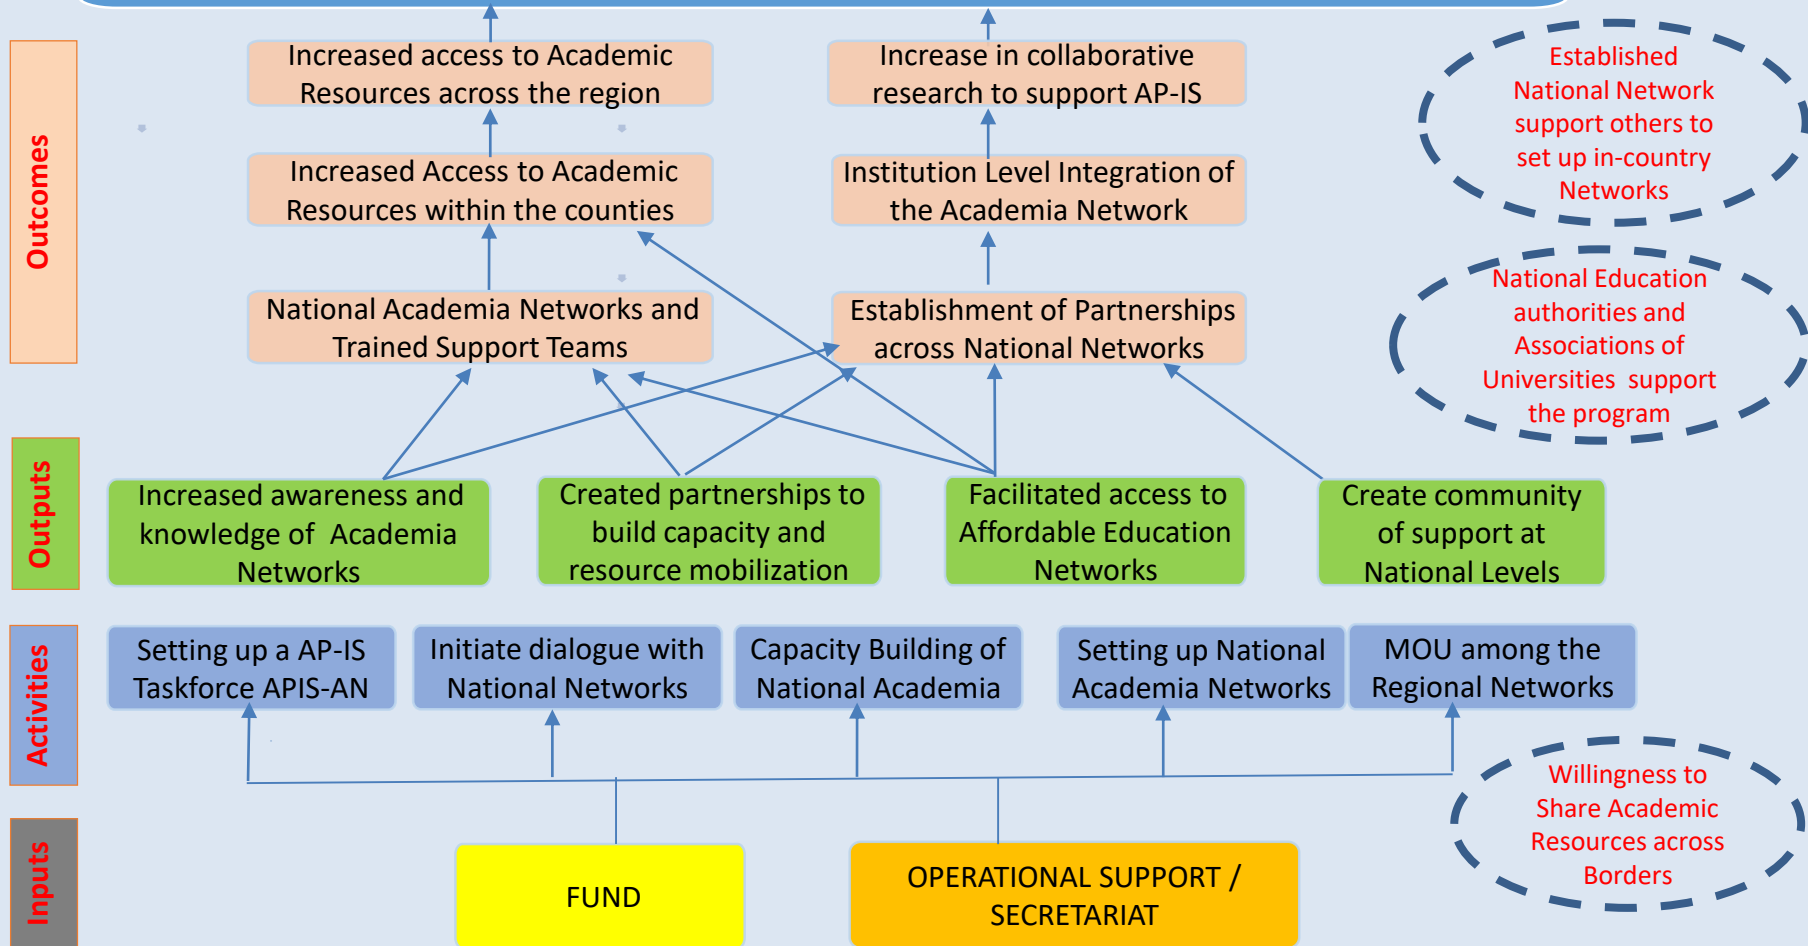 Outcomes
Increased access to Academic
Resources across the region
Increase in collaborative
research to support AP-IS
Established
National Network
support others to
set up in-country
Networks
Increased Access to Academic
Resources within the counties
Institution Level Integration of
the Academia Network
National Academia Networks and
Trained Support Teams
Establishment of Partnerships
across National Networks
National Education
authorities and
Associations of
Universities support
the program
Outputs
Increased awareness and
knowledge of Academia
Networks
Created partnerships to
build capacity and
resource mobilization
Facilitated access to
Affordable Education
Networks
Create community
of support at
National Levels
Activities
Setting up a AP-IS
Taskforce APIS-AN
Initiate dialogue with
National Networks
Capacity Building of
National Academia
Setting up National
Academia Networks
MOU among the
Regional Networks
Willingness to
Share Academic
Resources across
Borders
Inputs
FUND
OPERATIONAL SUPPORT /
SECRETARIAT